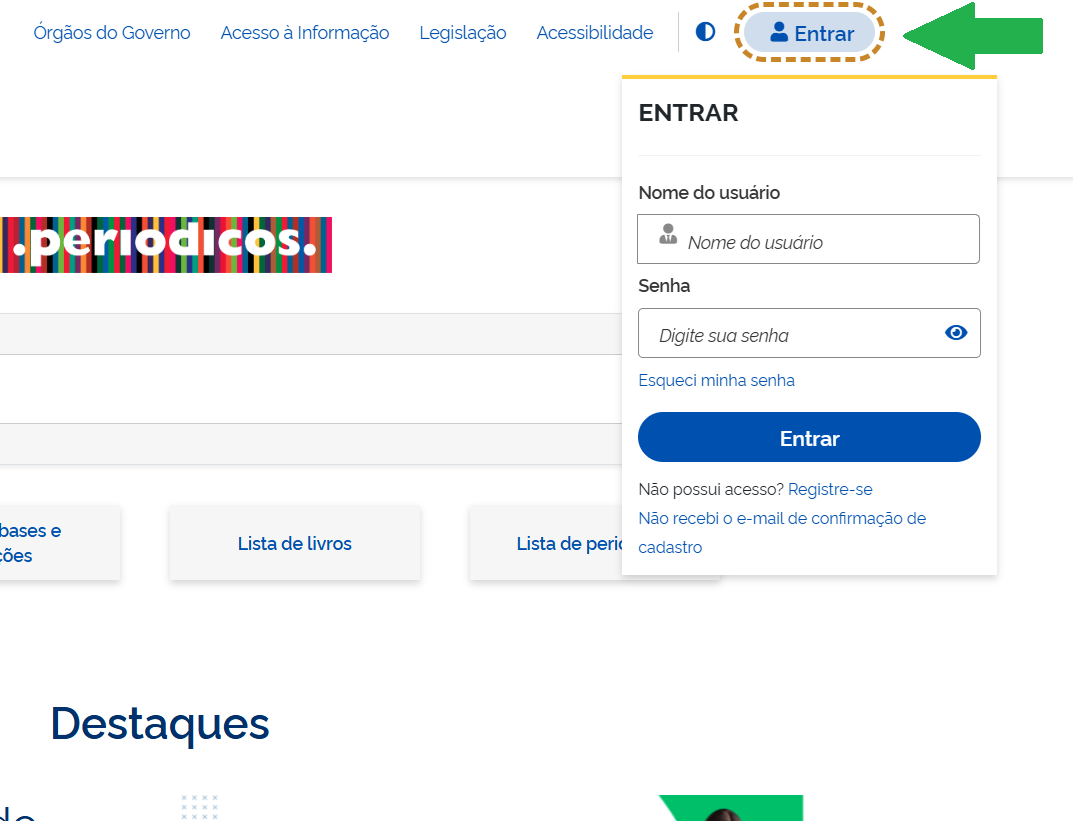 Órgãos do Governo Acesso à Informação Legislação Acessibilidade Entrar
ENTRAR
Nome do usuário
Nome do usuário
Senha
Digite sua senha
Esqueci minha senha
Entrar
Não possui acesso? Registre-se
Não recebi o e-mail de confirmação de
cadastro
.periodicos.
bases e
ções
Lista de livros
Lista de perio
Destaques
de